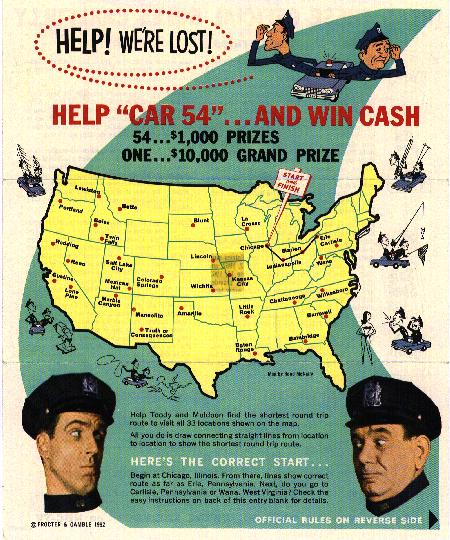 HELP! WE'RE LOST!
HELP "CAR 54"...AND WIN CASH
54...$1,000 PRIZES
ONE...$10,000 GRAND PRIZE
START
AND
FINISH
Lewiston
Portland
Butte
Boise
Blunt
La
Crosse
Twin
Falls
Redding
Chicago
Marion
Erie
Carlisle
Reno
Salt Lake
City
Lincoln
Indianapolis
Wana
Colorado
Springs
Kansas
City
Wichita
Lone
Pine
Mexican
Hat
Marble
Canyon
Chattanooga
Amarillo
Little
Rock
Manzanito
Truth or
Consequences
Bainbridge
Baton
Rouge
Map by Rand McNally
Help Toody and Muldoon find the shortest round trip
route to visit all 33 locations shown on the map.
All you do is draw connecting straight lines from location
to location to show the shortest round trip route.
HERE'S THE CORRECT START...
Begin at Chicago, Illinois. From there, lines show correct
route as far as Erie, Pennsylvania. Next, do you go to
Carlisle, Pennsylvania or Wana, West Virginia? Check the
easy instructions on back of this entry blank for details.
© PROCTER & GAMBLE 1962
OFFICIAL RULES ON REVERSE SIDE